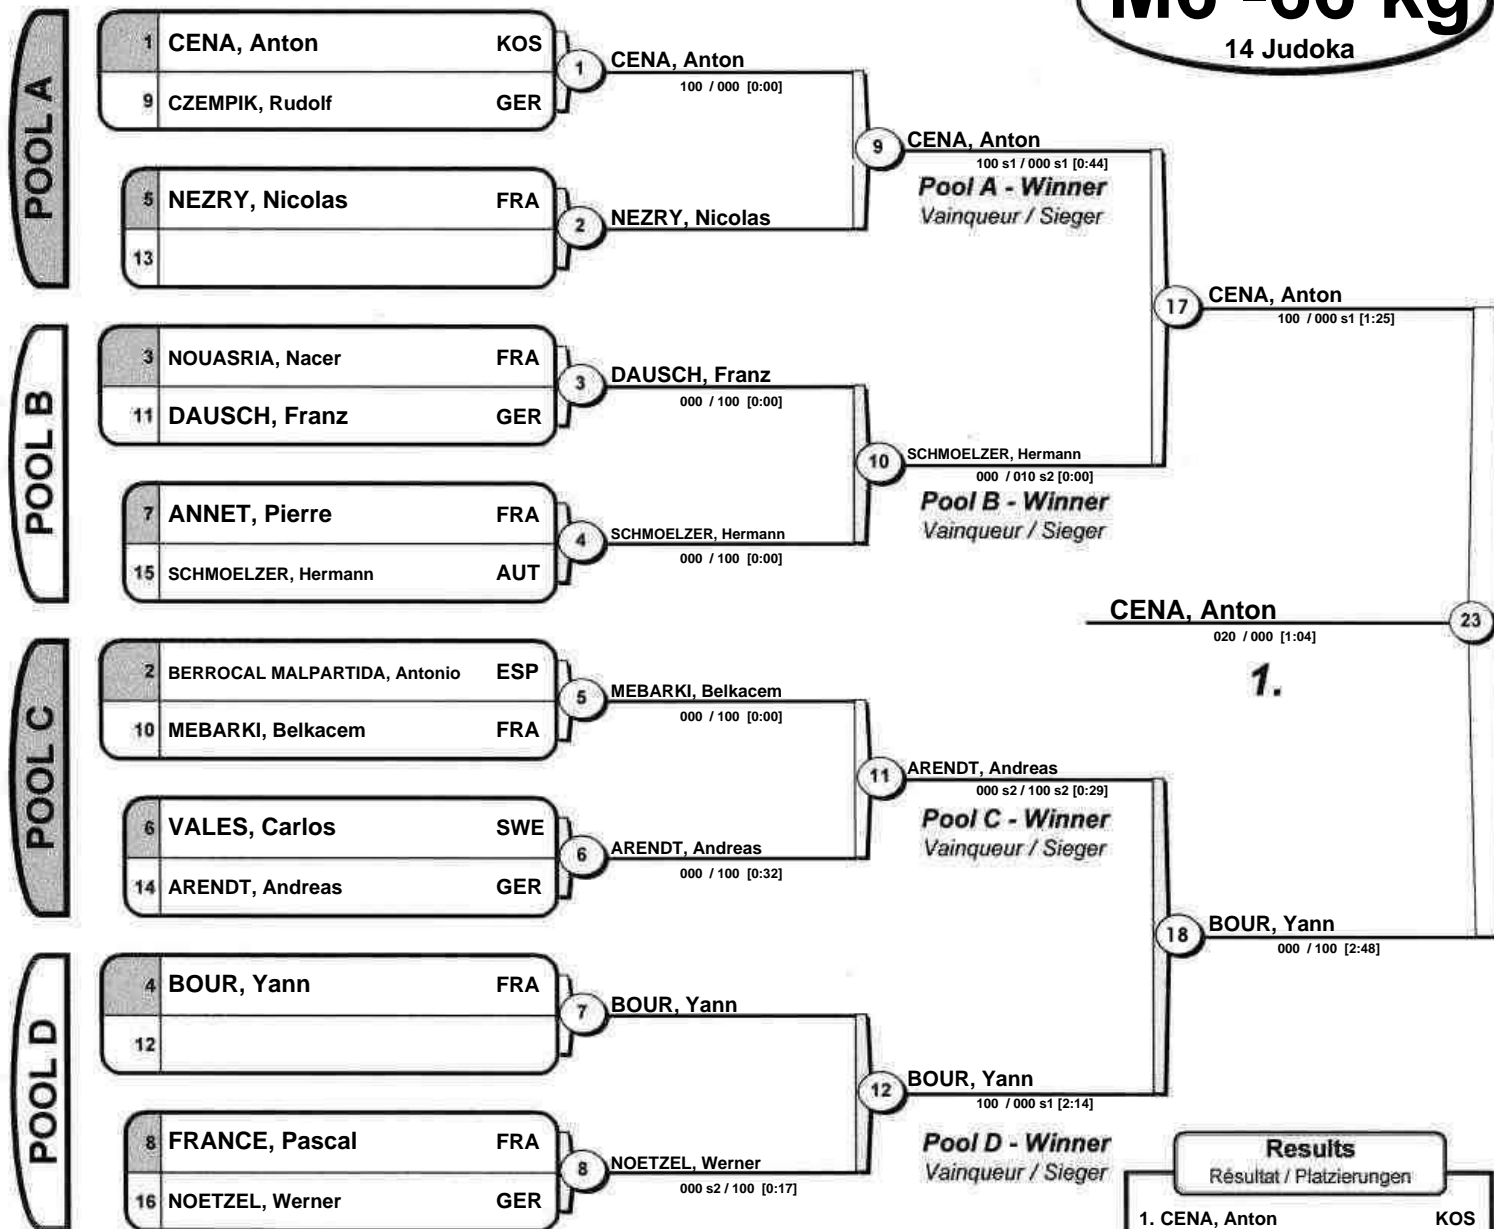 M6 -66 kg
14 Judoka
POOL A
1 CENA, Anton KOS
9 CZEMPIK, Rudolf GER
1 CENA, Anton
100 / 000 [0:00]
5 NEZRY, Nicolas FRA
13
2 NEZRY, Nicolas
9 CENA, Anton
100 s1 / 000 s1 [0:44]
Pool A - Winner
Vainqueur / Sieger
POOL B
3 NOUASRIA, Nacer FRA
11 DAUSCH, Franz GER
3 DAUSCH, Franz
000 / 100 [0:00]
7 ANNET, Pierre FRA
15 SCHMOELZER, Hermann AUT
4 SCHMOELZER, Hermann
000 / 100 [0:00]
10 SCHMOELZER, Hermann
000 / 010 s2 [0:00]
Pool B - Winner
Vainqueur / Sieger
17 CENA, Anton
100 / 000 s1 [1:25]
CENA, Anton 23
020 / 000 [1:04]
1.
POOL C
2 BERROCAL MALPARTIDA, Antonio ESP
10 MEBARKI, Belkacem FRA
5 MEBARKI, Belkacem
000 / 100 [0:00]
6 VALES, Carlos SWE
14 ARENDT, Andreas GER
6 ARENDT, Andreas
000 / 100 [0:32]
11 ARENDT, Andreas
000 s2 / 100 s2 [0:29]
Pool C - Winner
Vainqueur / Sieger
18 BOUR, Yann
000 / 100 [2:48]
POOL D
4 BOUR, Yann FRA
12
7 BOUR, Yann
8 FRANCE, Pascal FRA
16 NOETZEL, Werner GER
8 NOETZEL, Werner
000 s2 / 100 [0:17]
12 BOUR, Yann
100 / 000 s1 [2:14]
Pool D - Winner
Vainqueur / Sieger
Results
Résultat / Platzierungen
1. CENA, Anton KOS